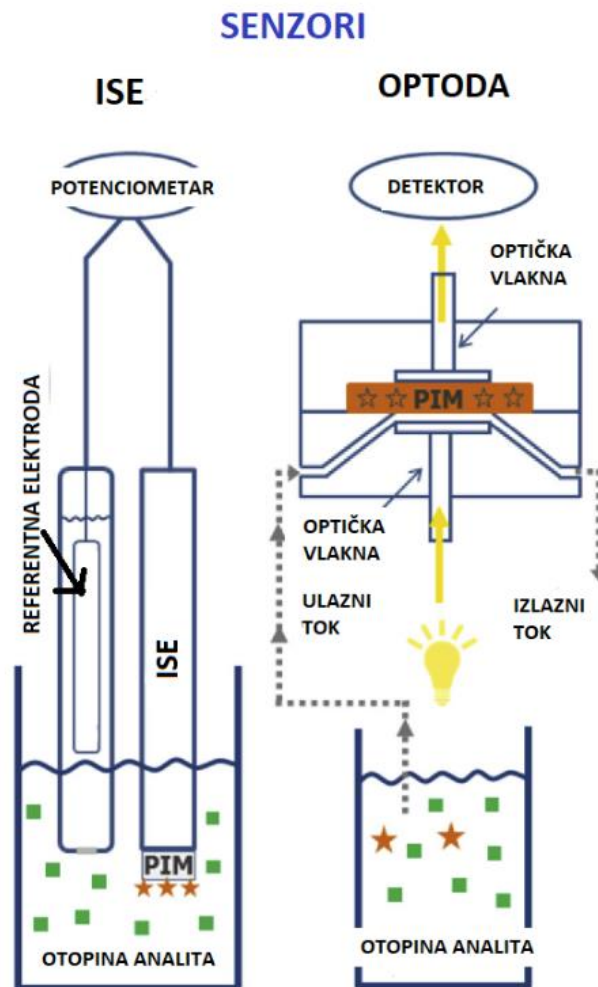 SENZORI
ISE
POTENCIOMETAR
REFERENTNA ELEKTRODA
ISE
PIM
OTOPINA ANALITA
OPTODA
DETEKTOR
OPTIČKA
VLAKNA
PIM
OPTIČKA
VLAKNA
ULAZNI
TOK
IZLAZNI
TOK
OTOPINA ANALITA